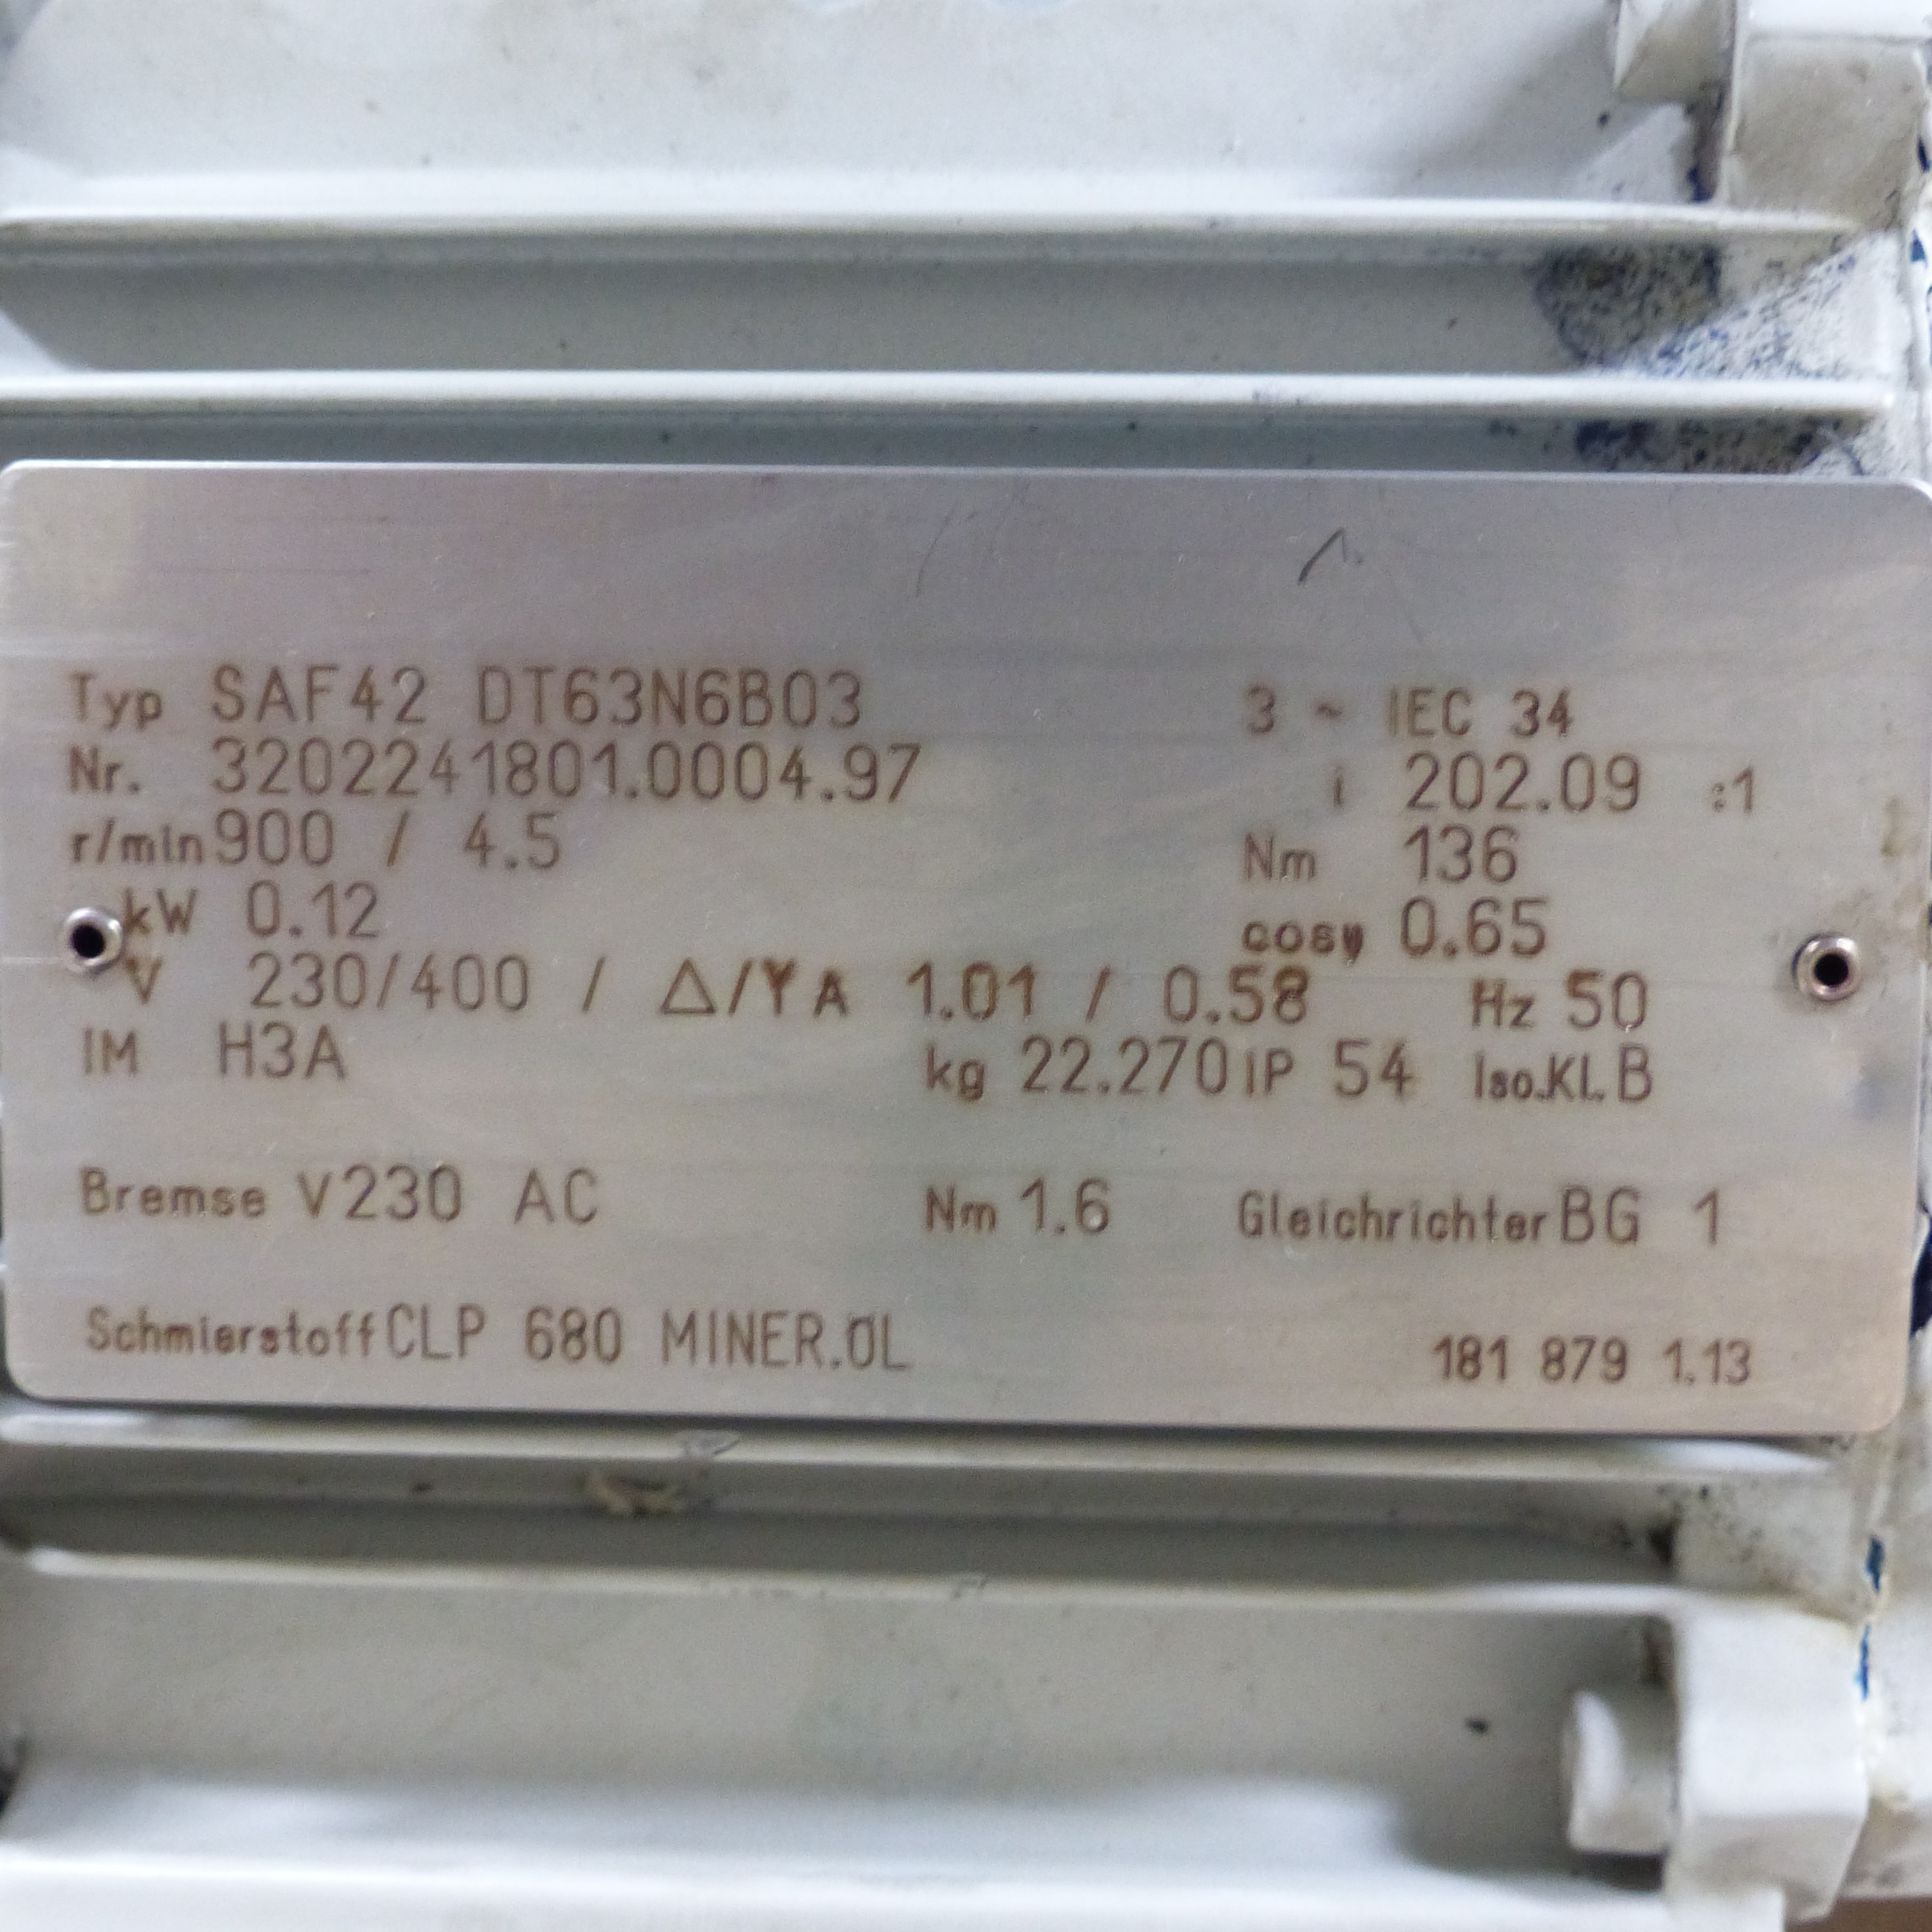 Typ SAF42 DT63N6B03 3 ~ IEC 34
Nr. 3202241801.0004.97 i 202.09 :1
r/min 900 / 4.5 Nm 136
kW 0.12 cosφ 0.65
V 230/400 / Δ/Y A 1.01 / 0.58 Hz 50
IM H3A kg 22.270 IP 54 Iso.Kl. B
Bremse V 230 AC Nm 1.6 Gleichrichter BG 1
Schmierstoff CLP 680 MINER.ÖL 181 879 1.13